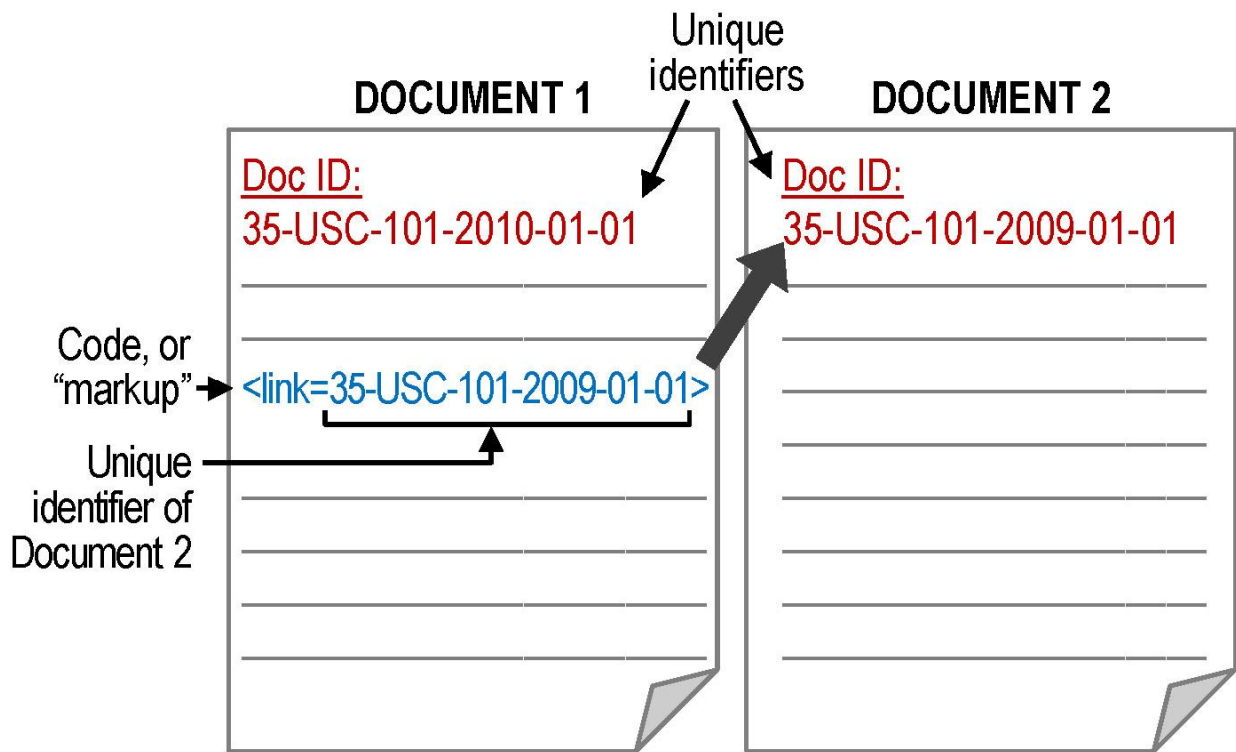 Unique
identifiers
DOCUMENT 1
DOCUMENT 2
Doc ID:
35-USC-101-2010-01-01
Doc ID:
35-USC-101-2009-01-01
Code, or
“markup”
<link=35-USC-101-2009-01-01>
Unique
identifier of
Document 2